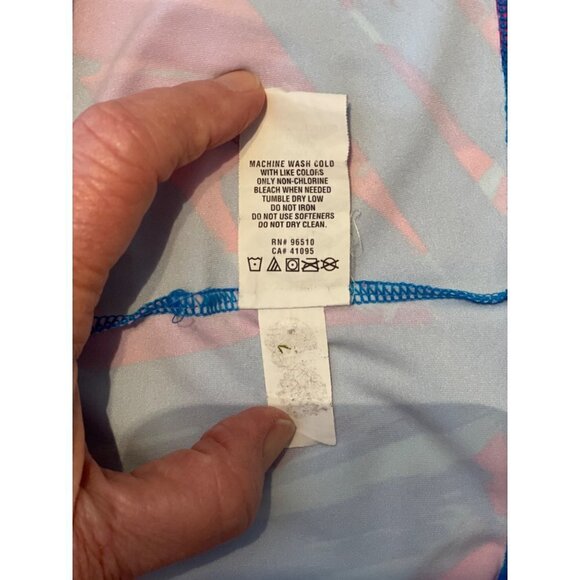 MACHINE WASH COLD
WITH LIKE COLORS
ONLY NON-CHLORINE
BLEACH WHEN NEEDED
TUMBLE DRY LOW
DO NOT IRON
DO NOT USE SOFTENERS
DO NOT DRY CLEAN.
RN# 96510
CA# 41095